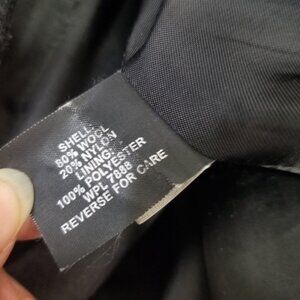 SHELL:
80% WOOL
20% NYLON
LINING:
100% POLYESTER
WPL 7888
REVERSE FOR CARE